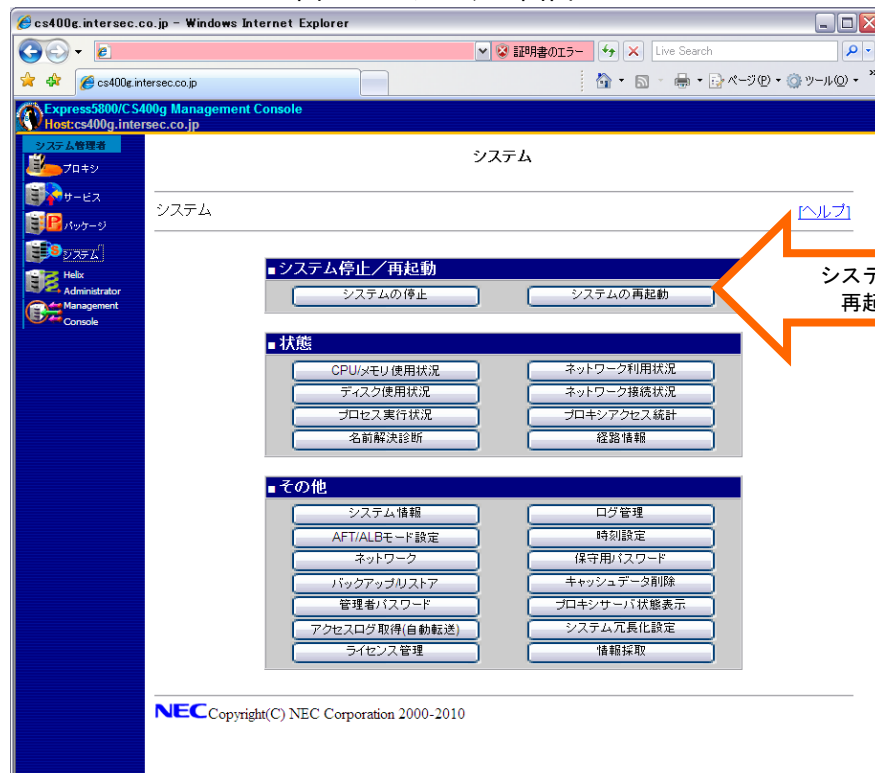 cs400g.intersec.co.jp - Windows Internet Explorer
証明書のエラー
Live Search
cs400g.intersec.co.jp
ページ(P)
ツール(O)
Express5800/CS400g Management Console
Host:cs400g.intersec.co.jp
システム管理者
プロキシ
サービス
パッケージ
システム
Helix
Administrator
Management
Console
システム
システム
[ヘルプ]
■システム停止／再起動
システムの停止
システムの再起動
システ
再起
■状態
CPU/メモリ使用状況
ネットワーク利用状況
ディスク使用状況
ネットワーク接続状況
プロセス実行状況
プロキシアクセス統計
名前解決診断
経路情報
■その他
システム情報
ログ管理
AFT/ALBモード設定
時刻設定
ネットワーク
保守用パスワード
バックアップ/リストア
キャッシュデータ削除
管理者パスワード
プロキシサーバ状態表示
アクセスログ取得(自動転送)
システム冗長化設定
ライセンス管理
情報採取
NEC Copyright(C) NEC Corporation 2000-2010